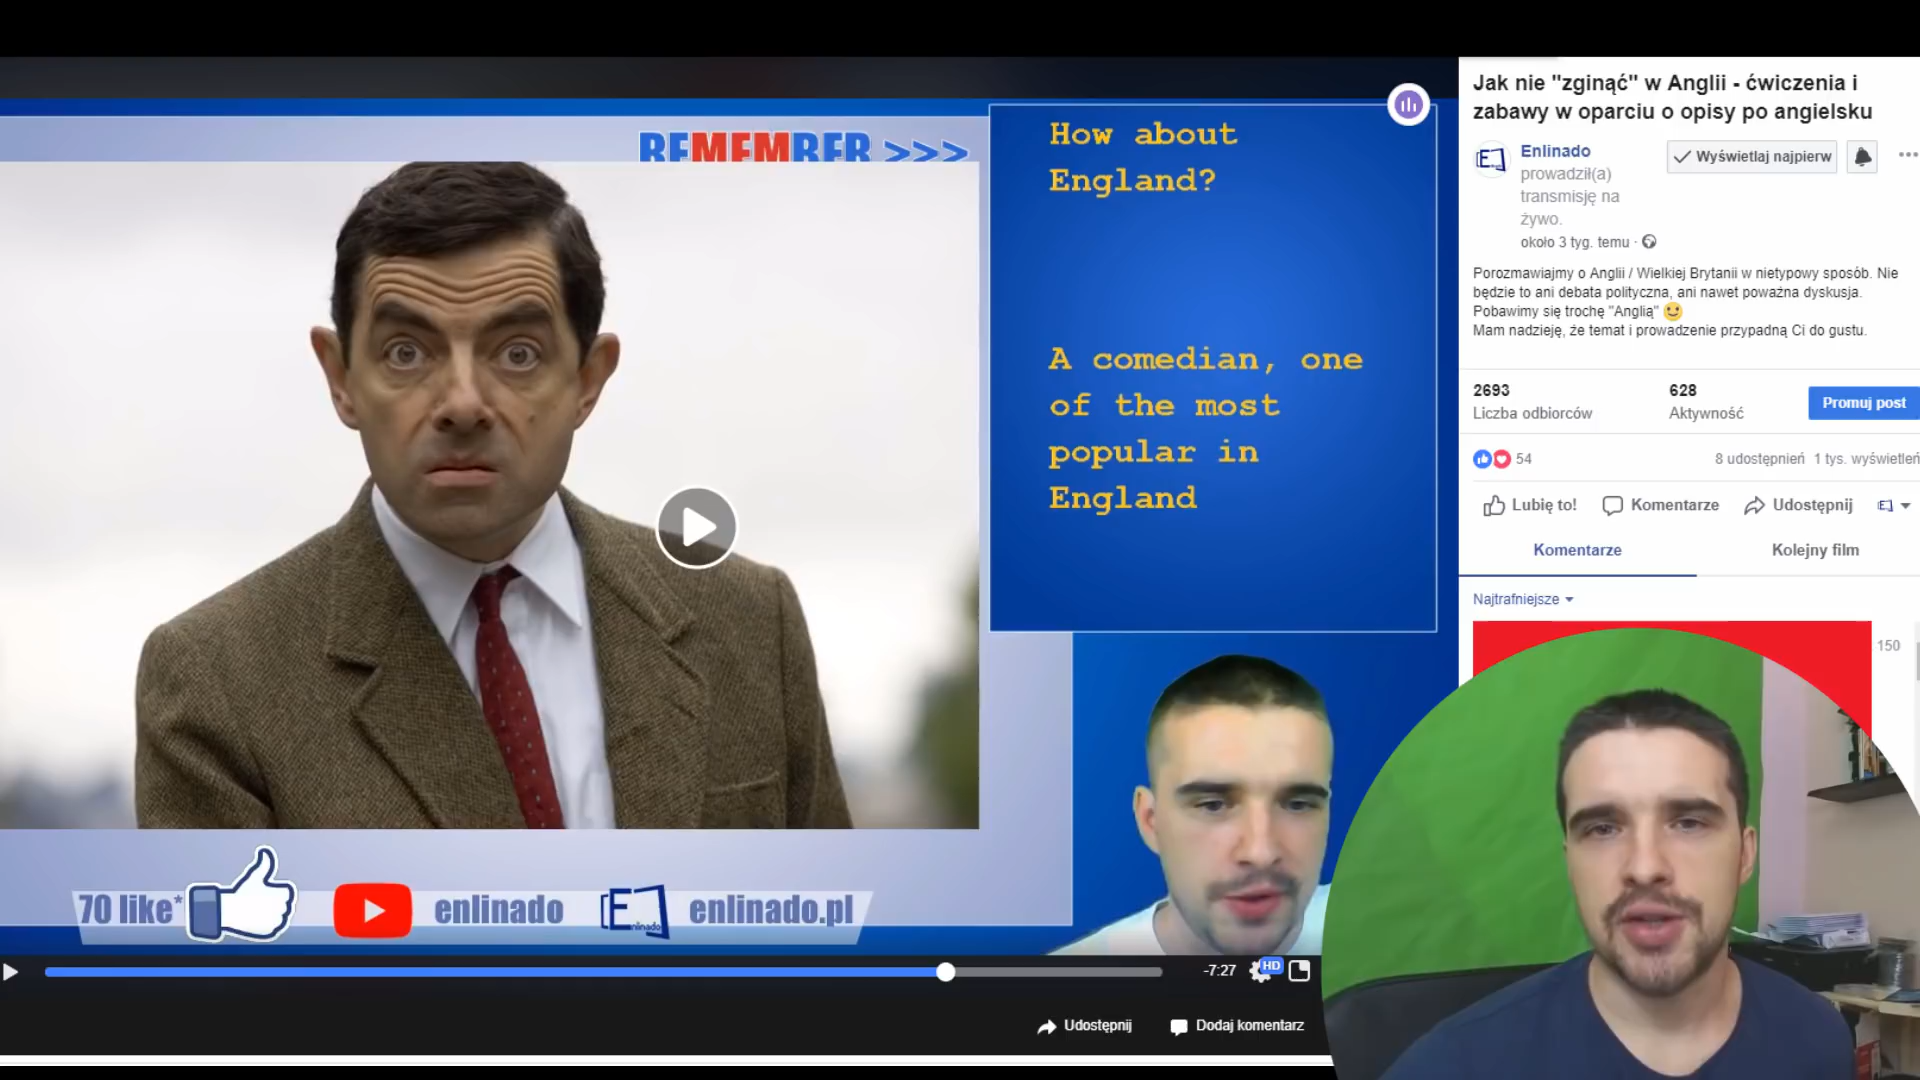 REMEMBER >>>
How about
England?
A comedian, one
of the most
popular in
England
70 like*
enlinado
Enlinado
enlinado.pl
-7:27
HD
Udostępnij
Dodaj komentarz
Jak nie "zginąć" w Anglii - ćwiczenia i
zabawy w oparciu o opisy po angielsku
Enlinado
prowadził(a)
transmisję na
żywo.
około 3 tyg. temu ·
Wyświetlaj najpierw
Porozmawiajmy o Anglii / Wielkiej Brytanii w nietypowy sposób. Nie
będzie to ani debata polityczna, ani nawet poważna dyskusja.
Pobawimy się trochę "Anglią" 🙂
Mam nadzieję, że temat i prowadzenie przypadną Ci do gustu.
2693
Liczba odbiorców
628
Aktywność
Promuj post
54
8 udostępnień 1 tys. wyświetleń
Lubię to!
Komentarze
Udostępnij
Komentarze
Kolejny film
Najtrafniejsze
150